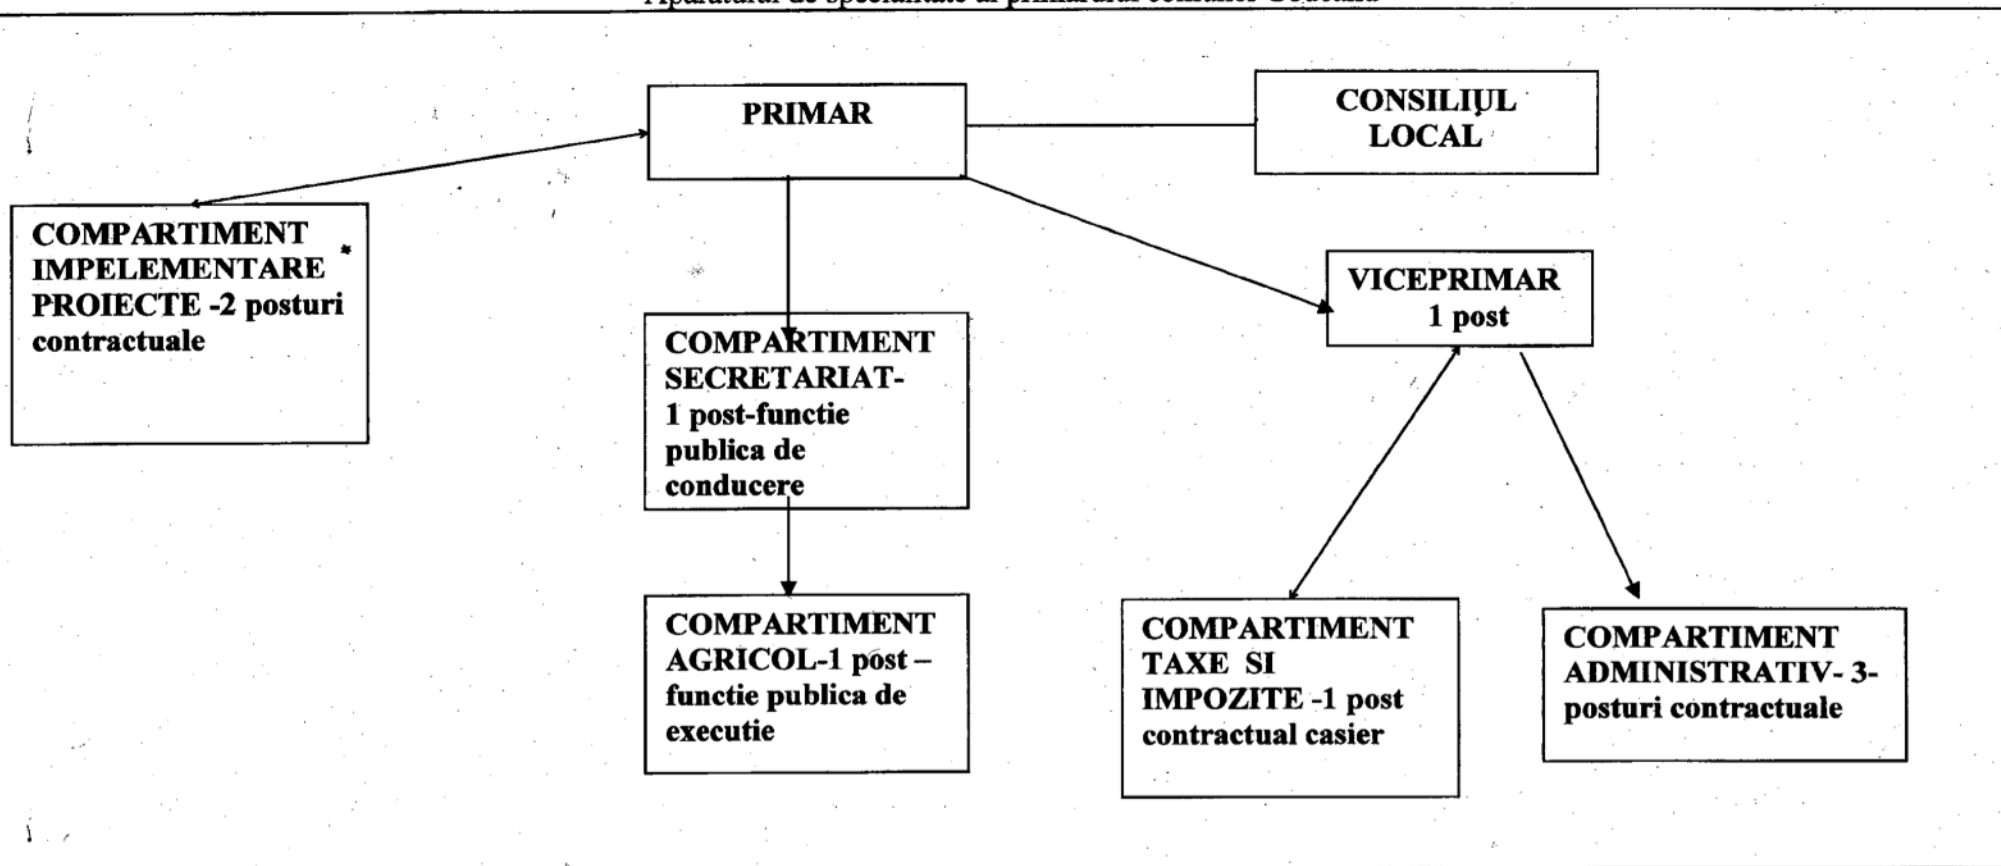 PRIMAR
CONSILIUL
LOCAL
COMPARTIMENT
IMPELEMENTARE
PROIECTE -2 posturi
contractuale
VICEPRIMAR
1 post
COMPARTIMENT
SECRETARIAT-
1 post-functie
publica de
conducere
COMPARTIMENT
AGRICOL-1 post –
functie publica de
executie
COMPARTIMENT
TAXE SI
IMPOZITE -1 post
contractual casier
COMPARTIMENT
ADMINISTRATIV- 3-
posturi contractuale